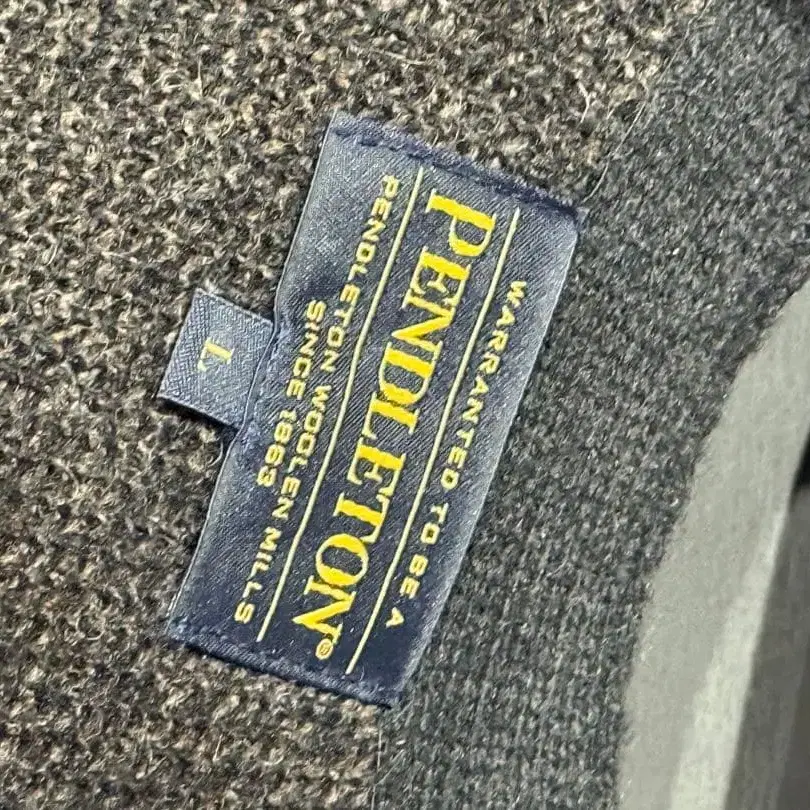 WARRANTED TO BE A
PENDLETON®
PENDLETON WOOLEN MILLS
SINCE 1863
L